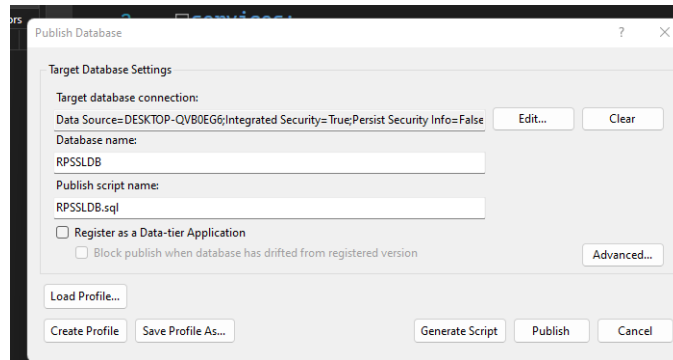 ors
2
services:
Publish Database
?
Target Database Settings
Target database connection:
Data Source=DESKTOP-QVB0EG6;Integrated Security=True;Persist Security Info=False
Edit...
Clear
Database name:
RPSSLDB
Publish script name:
RPSSLDB.sql
Register as a Data-tier Application
Block publish when database has drifted from registered version
Advanced...
Load Profile...
Create Profile
Save Profile As...
Generate Script
Publish
Cancel